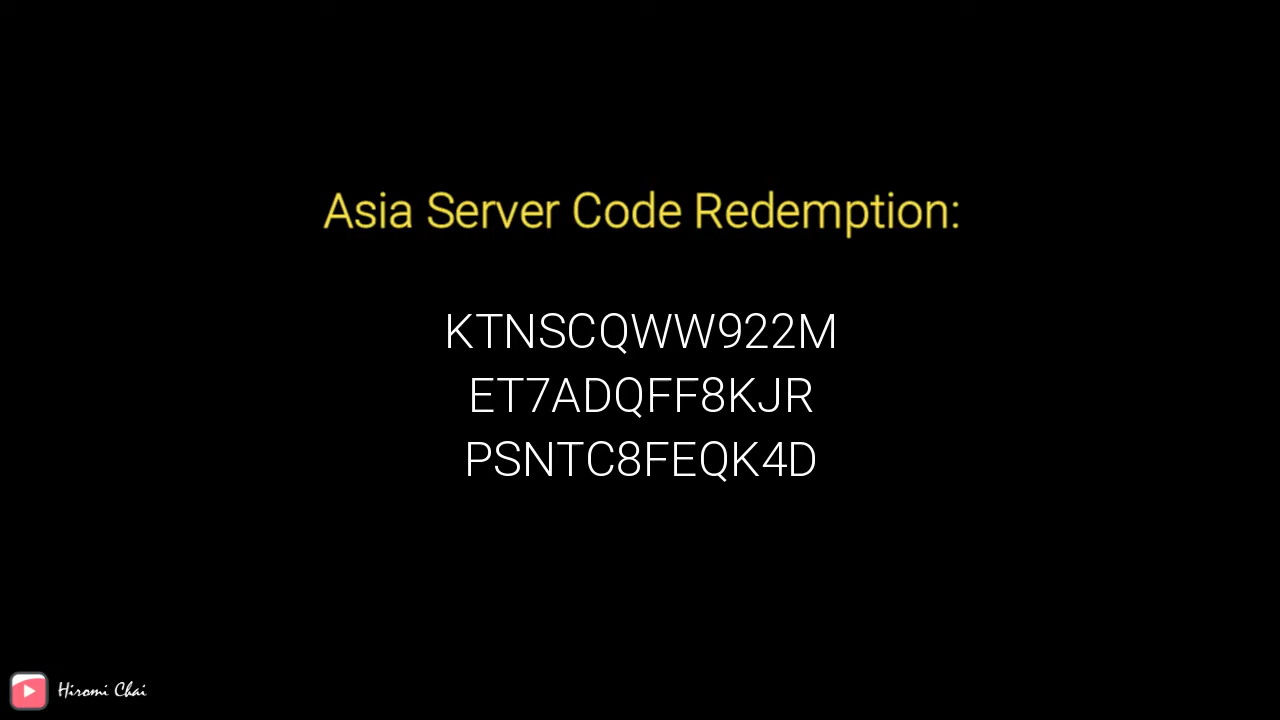 Asia Server Code Redemption:
KTNSCQWW922M
ET7ADQFF8KJR
PSNTC8FEQK4D
Hiromi Chai